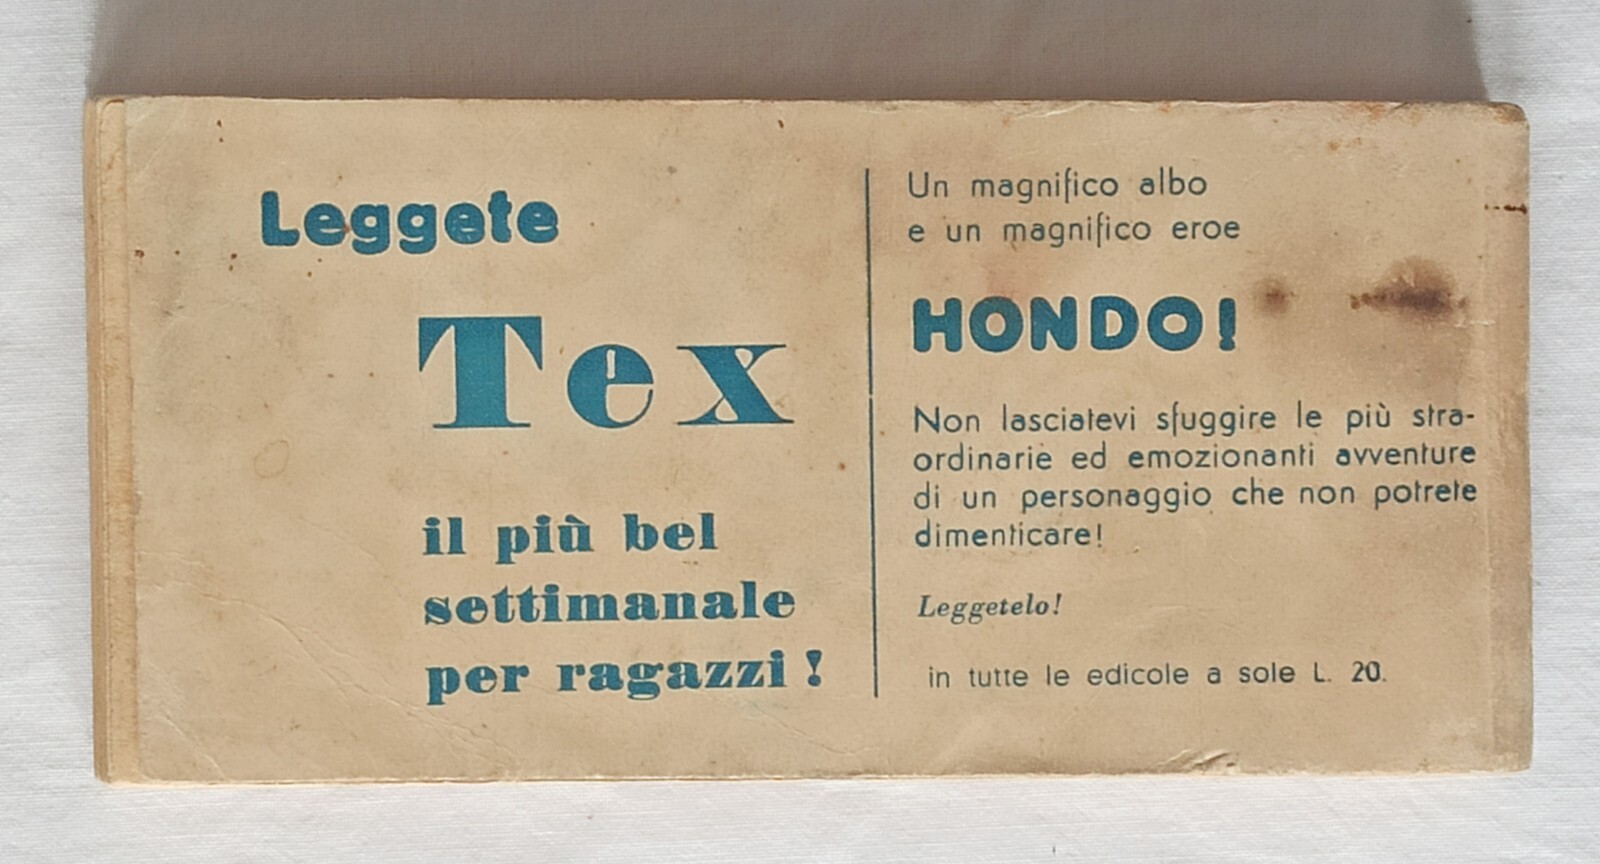 Leggete
Tex
il più bel
settimanale
per ragazzi !
Un magnifico albo
e un magnifico eroe
HONDO!
Non lasciatevi sfuggire le più stra-
ordinarie ed emozionanti avventure
di un personaggio che non potrete
dimenticare!
Leggetelo!
in tutte le edicole a sole L. 20.